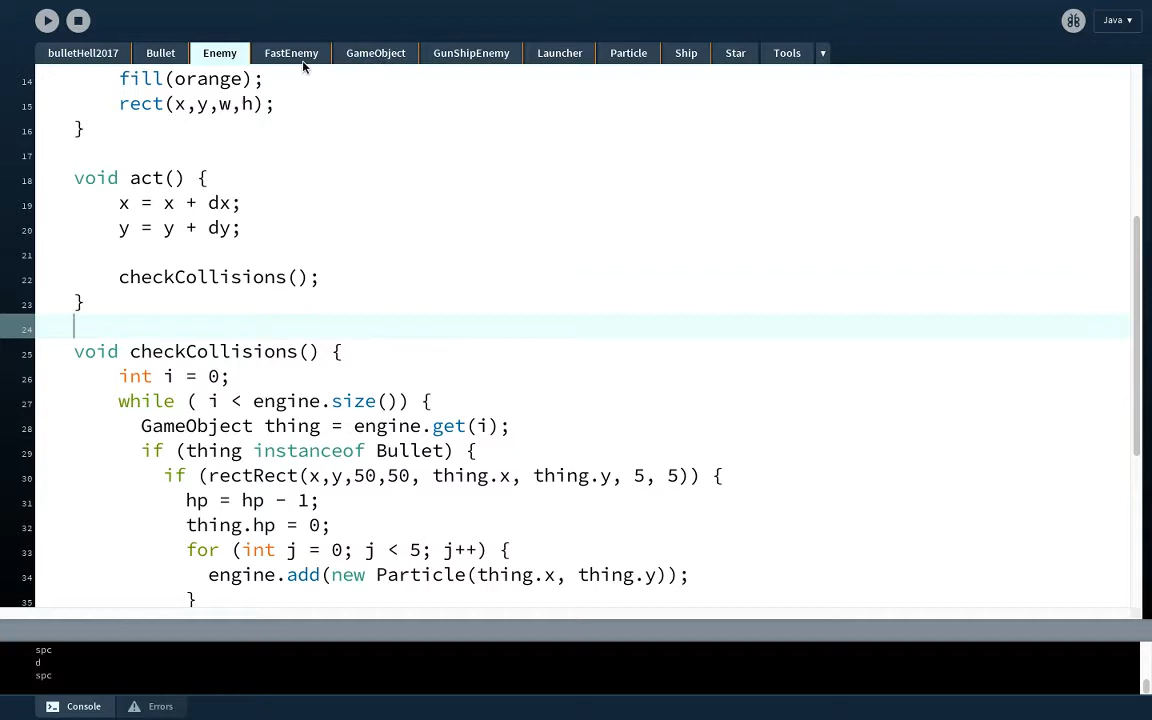 Java ▾
bulletHell2017 Bullet Enemy FastEnemy GameObject GunShipEnemy Launcher Particle Ship Star Tools ▾
14 fill(orange);
15 rect(x,y,w,h);
16 }
17
18 void act() {
19 x = x + dx;
20 y = y + dy;
21
22 checkCollisions();
23 }
24
25 void checkCollisions() {
26 int i = 0;
27 while ( i < engine.size()) {
28 GameObject thing = engine.get(i);
29 if (thing instanceof Bullet) {
30 if (rectRect(x,y,50,50, thing.x, thing.y, 5, 5)) {
31 hp = hp - 1;
32 thing.hp = 0;
33 for (int j = 0; j < 5; j++) {
34 engine.add(new Particle(thing.x, thing.y));
35 }
spc
d
spc
Console Errors